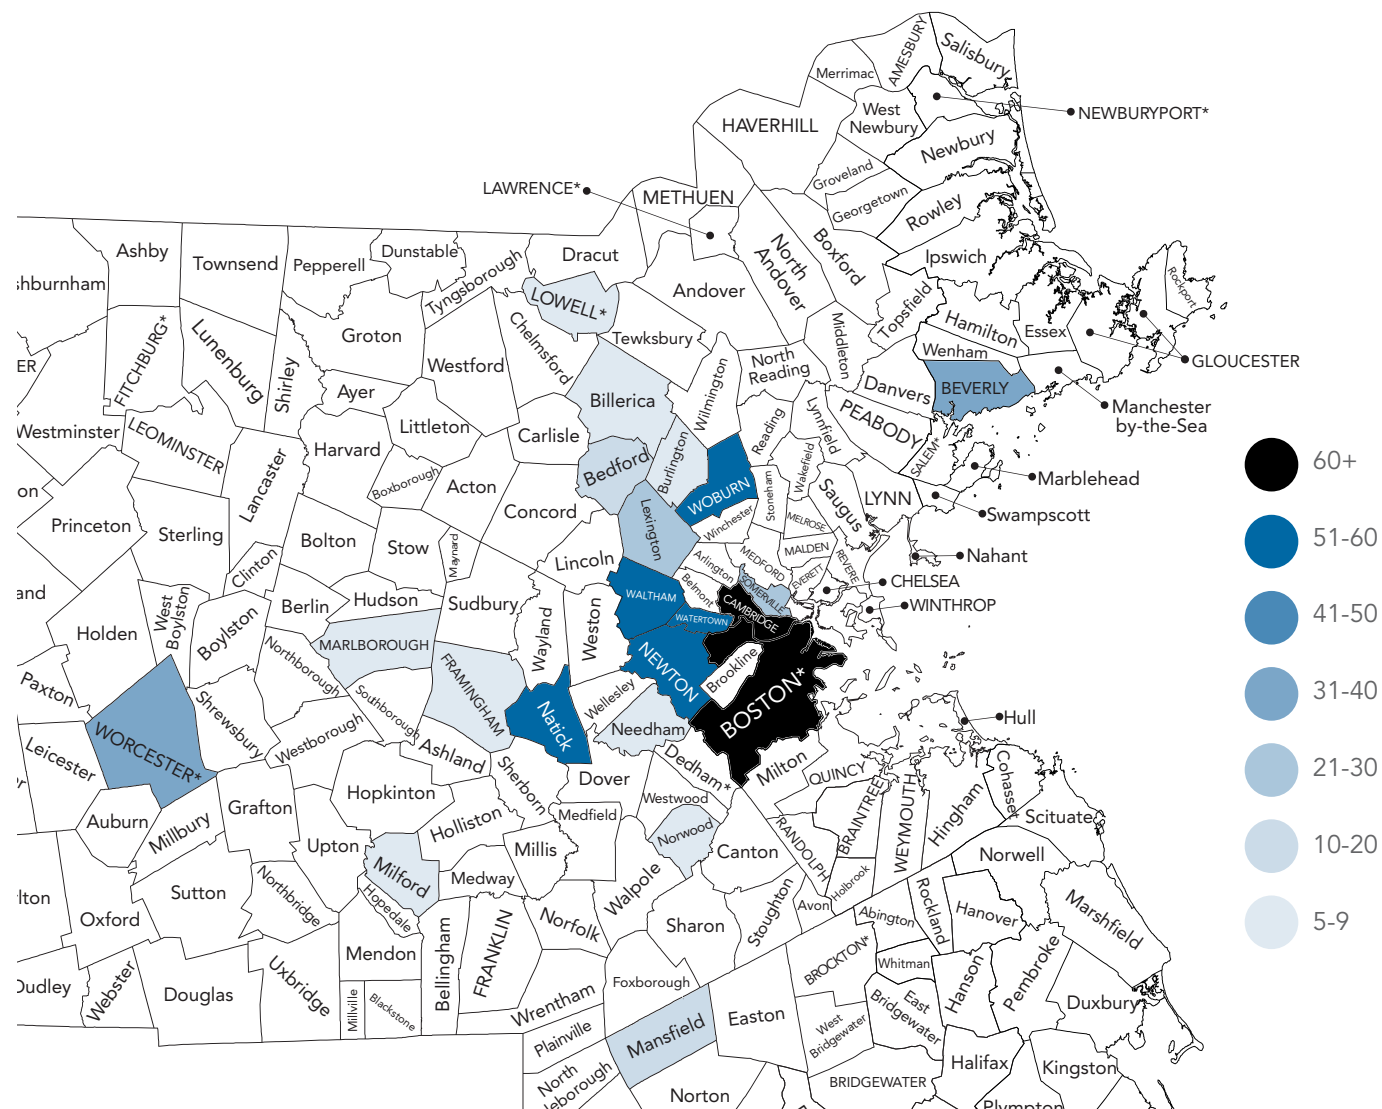 AMESBURY
Salisbury
Merrimac
NEWBURYPORT*
West
Newbury
HAVERHILL
Newbury
Groveland
LAWRENCE*
METHUEN
Georgetown
Rowley
Ashby
Townsend
Pepperell
Dunstable
Tyngsborough
Dracut
North
Andover
Boxford
Ipswich
Rockport
shburnham
LOWELL*
Andover
Topsfield
Hamilton
Essex
FITCHBURG*
Lunenburg
Shirley
Groton
Chelmsford
Tewksbury
Middleton
Wenham
GLOUCESTER
ER
Westford
Wilmington
North
Reading
Danvers
BEVERLY
Ayer
Billerica
Manchester
by-the-Sea
Westminster
LEOMINSTER
Littleton
Carlisle
Reading
Lynnfield
PEABODY
Harvard
Lancaster
Boxborough
Acton
Bedford
Burlington
Wakefield
SALEM*
60+
Marblehead
on
WOBURN
Stoneham
Saugus
LYNN
Swampscott
Princeton
Sterling
Bolton
Stow
Maynard
Concord
Lexington
Winchester
MELROSE
51-60
Clinton
Lincoln
Arlington
MEDFORD
MALDEN
Nahant
and
West
Boylston
Boylston
Berlin
Hudson
Sudbury
Wayland
Weston
WALTHAM
Belmont
SOMERVILLE
EVERETT
REVERE
CHELSEA
WINTHROP
41-50
Holden
Northborough
MARLBOROUGH
WATERTOWN
CAMBRIDGE
Paxton
Shrewsbury
Southborough
FRAMINGHAM
Natick
Wellesley
NEWTON
Brookline
BOSTON*
31-40
Leicester
WORCESTER*
Westborough
Ashland
Needham
Hull
r
Sherborn
Dover
Dedham*
Milton
QUINCY
Cohasset
21-30
Auburn
Millbury
Grafton
Hopkinton
Holliston
Medfield
Westwood
BRAINTREE
WEYMOUTH
Hingham
Scituate
Upton
Millis
Norwood
Canton
RANDOLPH
Norwell
10-20
lton
Sutton
Northbridge
Milford
Hopedale
Medway
Walpole
Holbrook
Oxford
Norfolk
Sharon
Stoughton
Avon
Abington
Rockland
Hanover
Marshfield
5-9
Mendon
Bellingham
FRANKLIN
Foxborough
BROCKTON*
Whitman
Hanson
Pembroke
Dudley
Webster
Douglas
Uxbridge
Millville
Blackstone
Wrentham
Mansfield
Easton
West
Bridgewater
East
Bridgewater
Duxbury
Plainville
North
leborough
Norton
BRIDGEWATER
Halifax
Kingston
Plympton